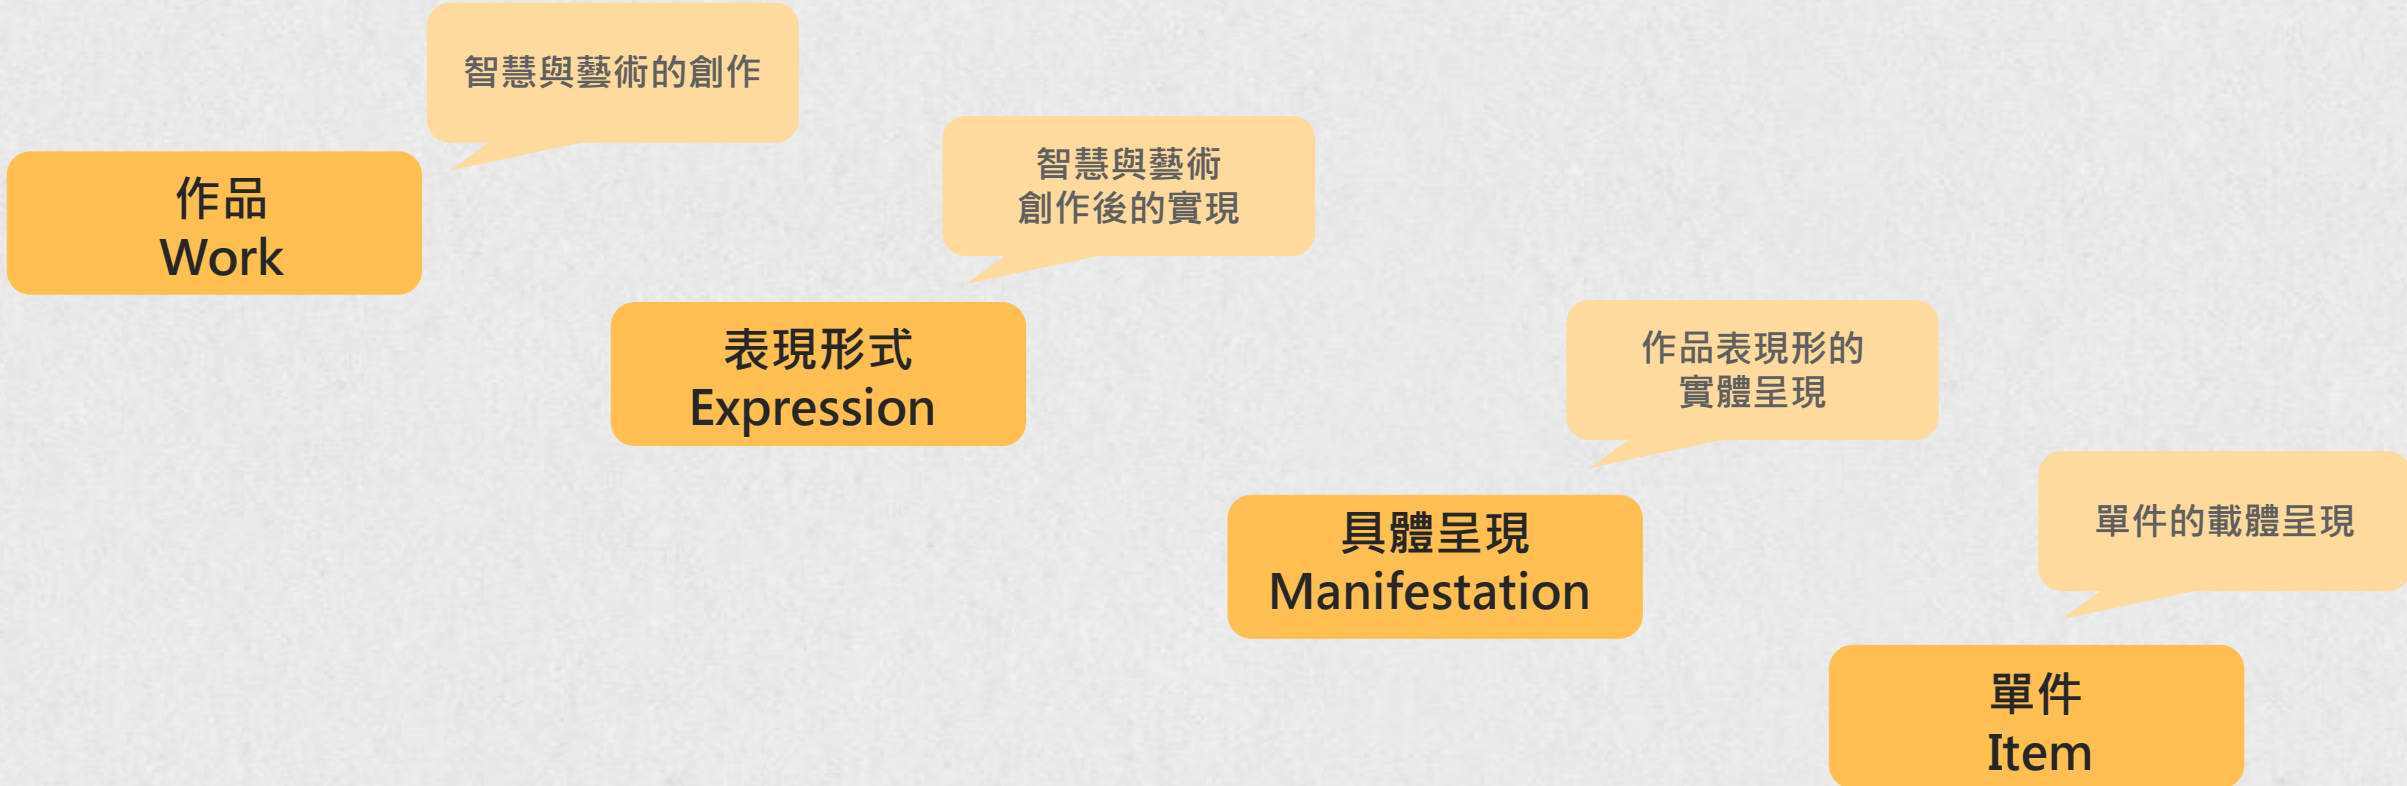 智慧與藝術的創作
作品
Work
智慧與藝術
創作後的實現
表現形式
Expression
作品表現形的
實體呈現
具體呈現
Manifestation
單件的載體呈現
單件
Item